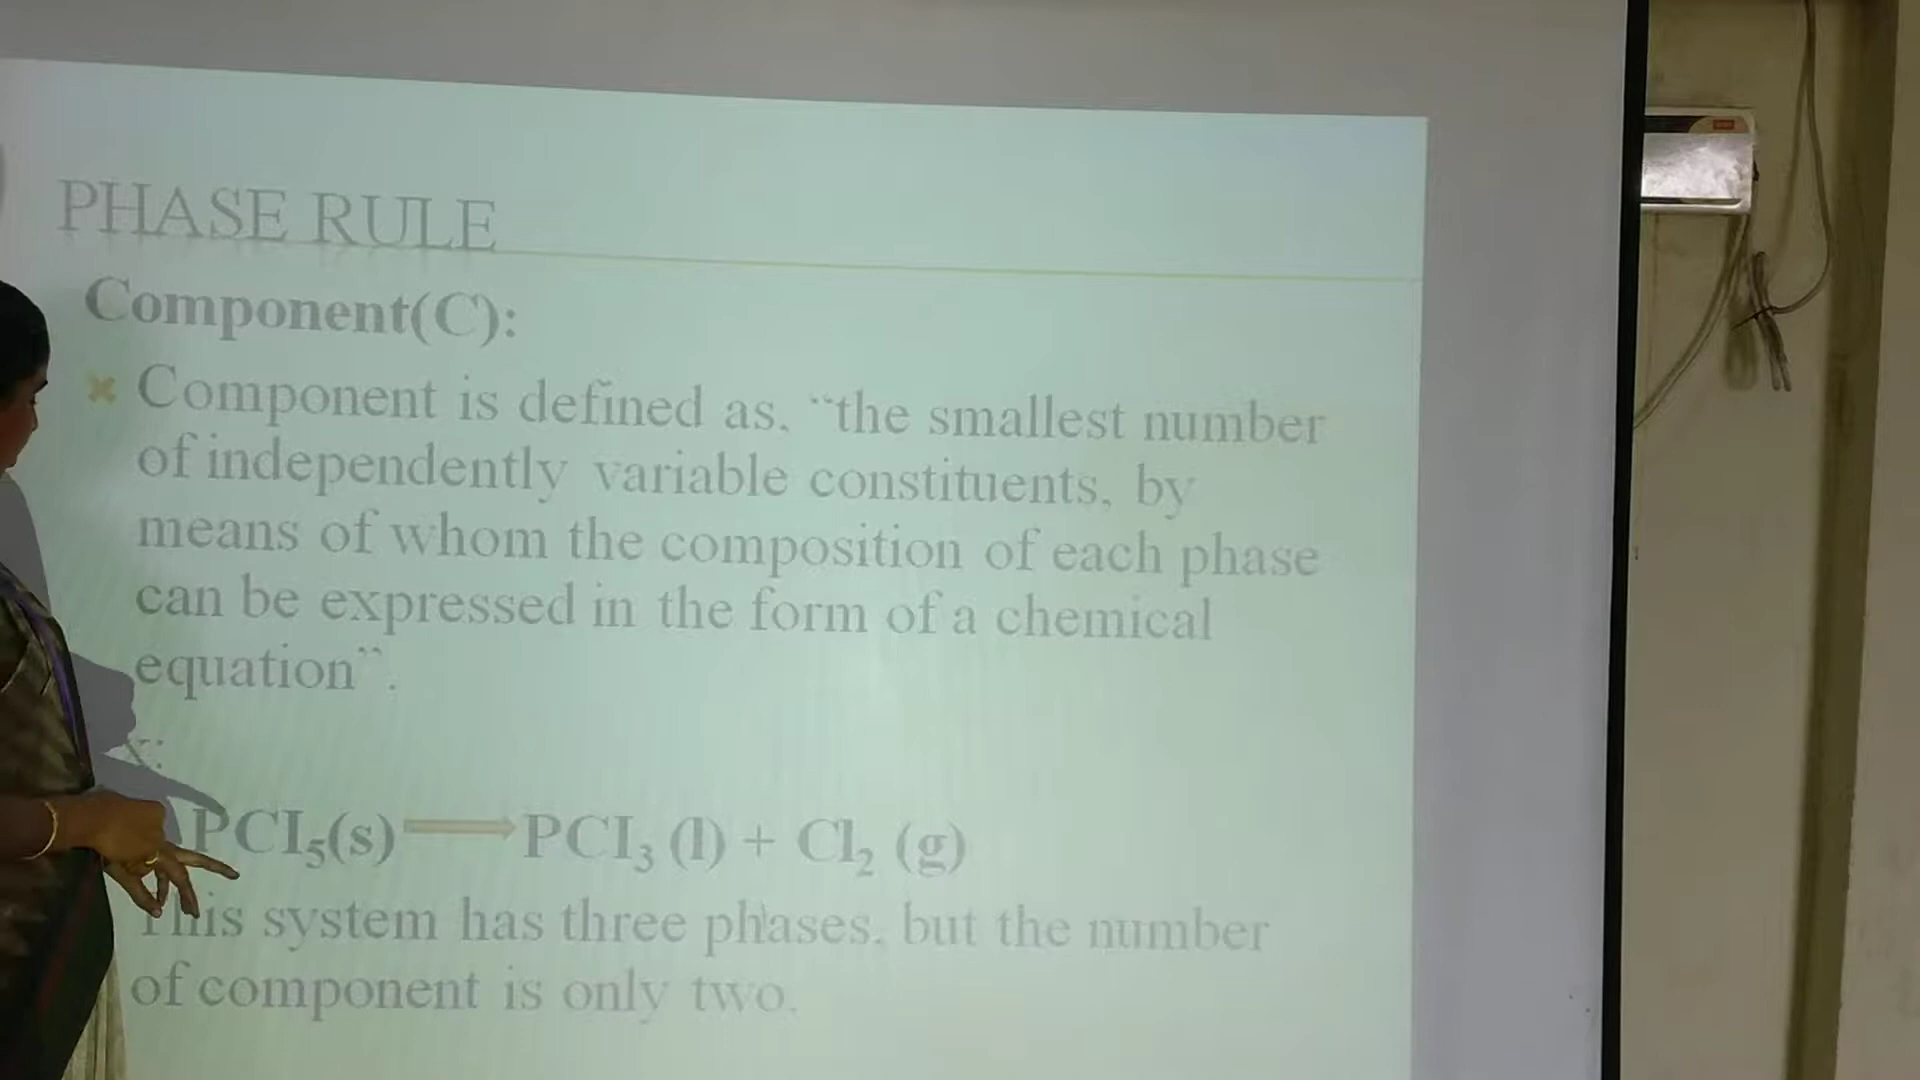 PHASE RULE
Component(C):
Component is defined as, “the smallest number
of independently variable constituents, by
means of whom the composition of each phase
can be expressed in the form of a chemical
equation”.
x:
PCl₅(s) ⟶ PCl₃ (l) + Cl₂ (g)
This system has three phases, but the number
of component is only two.